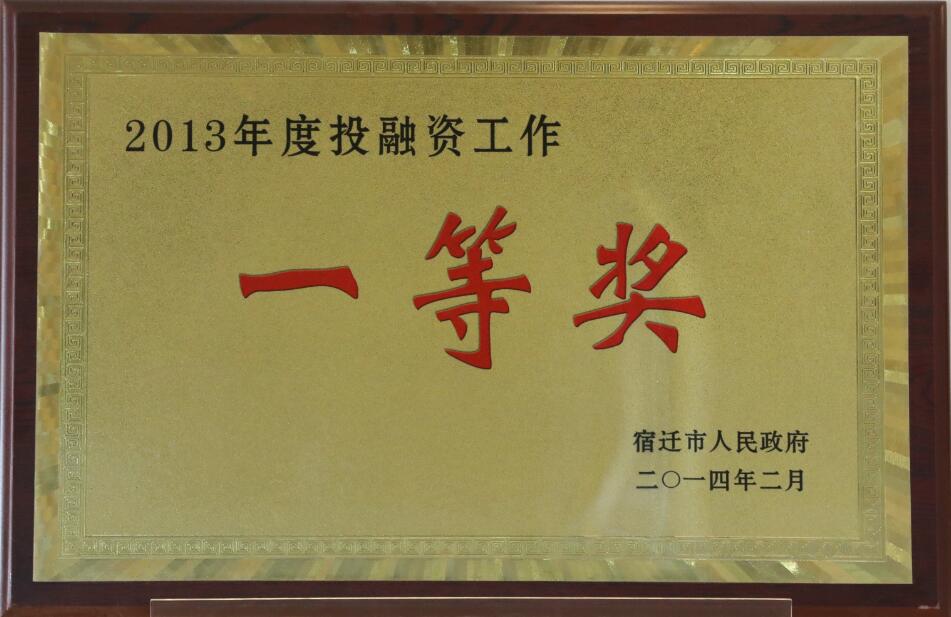 2013年度投融资工作
一等奖
宿迁市人民政府
二〇一四年二月